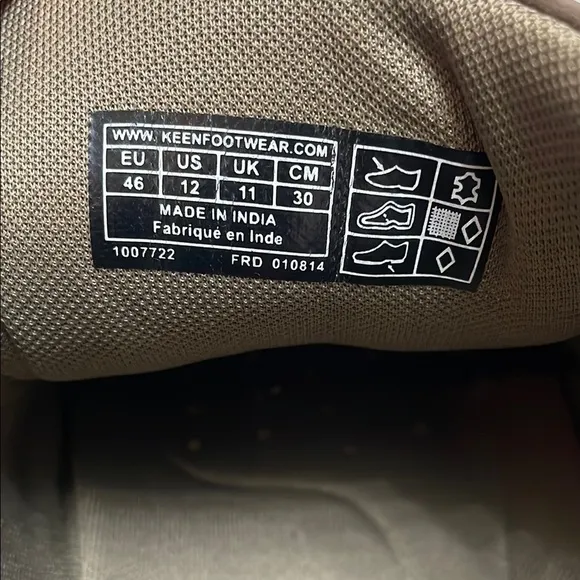 WWW. KEENFOOTWEAR.COM
EU US UK CM
46 12 11 30
MADE IN INDIA
Fabriqué en Inde
1007722 FRD 010814